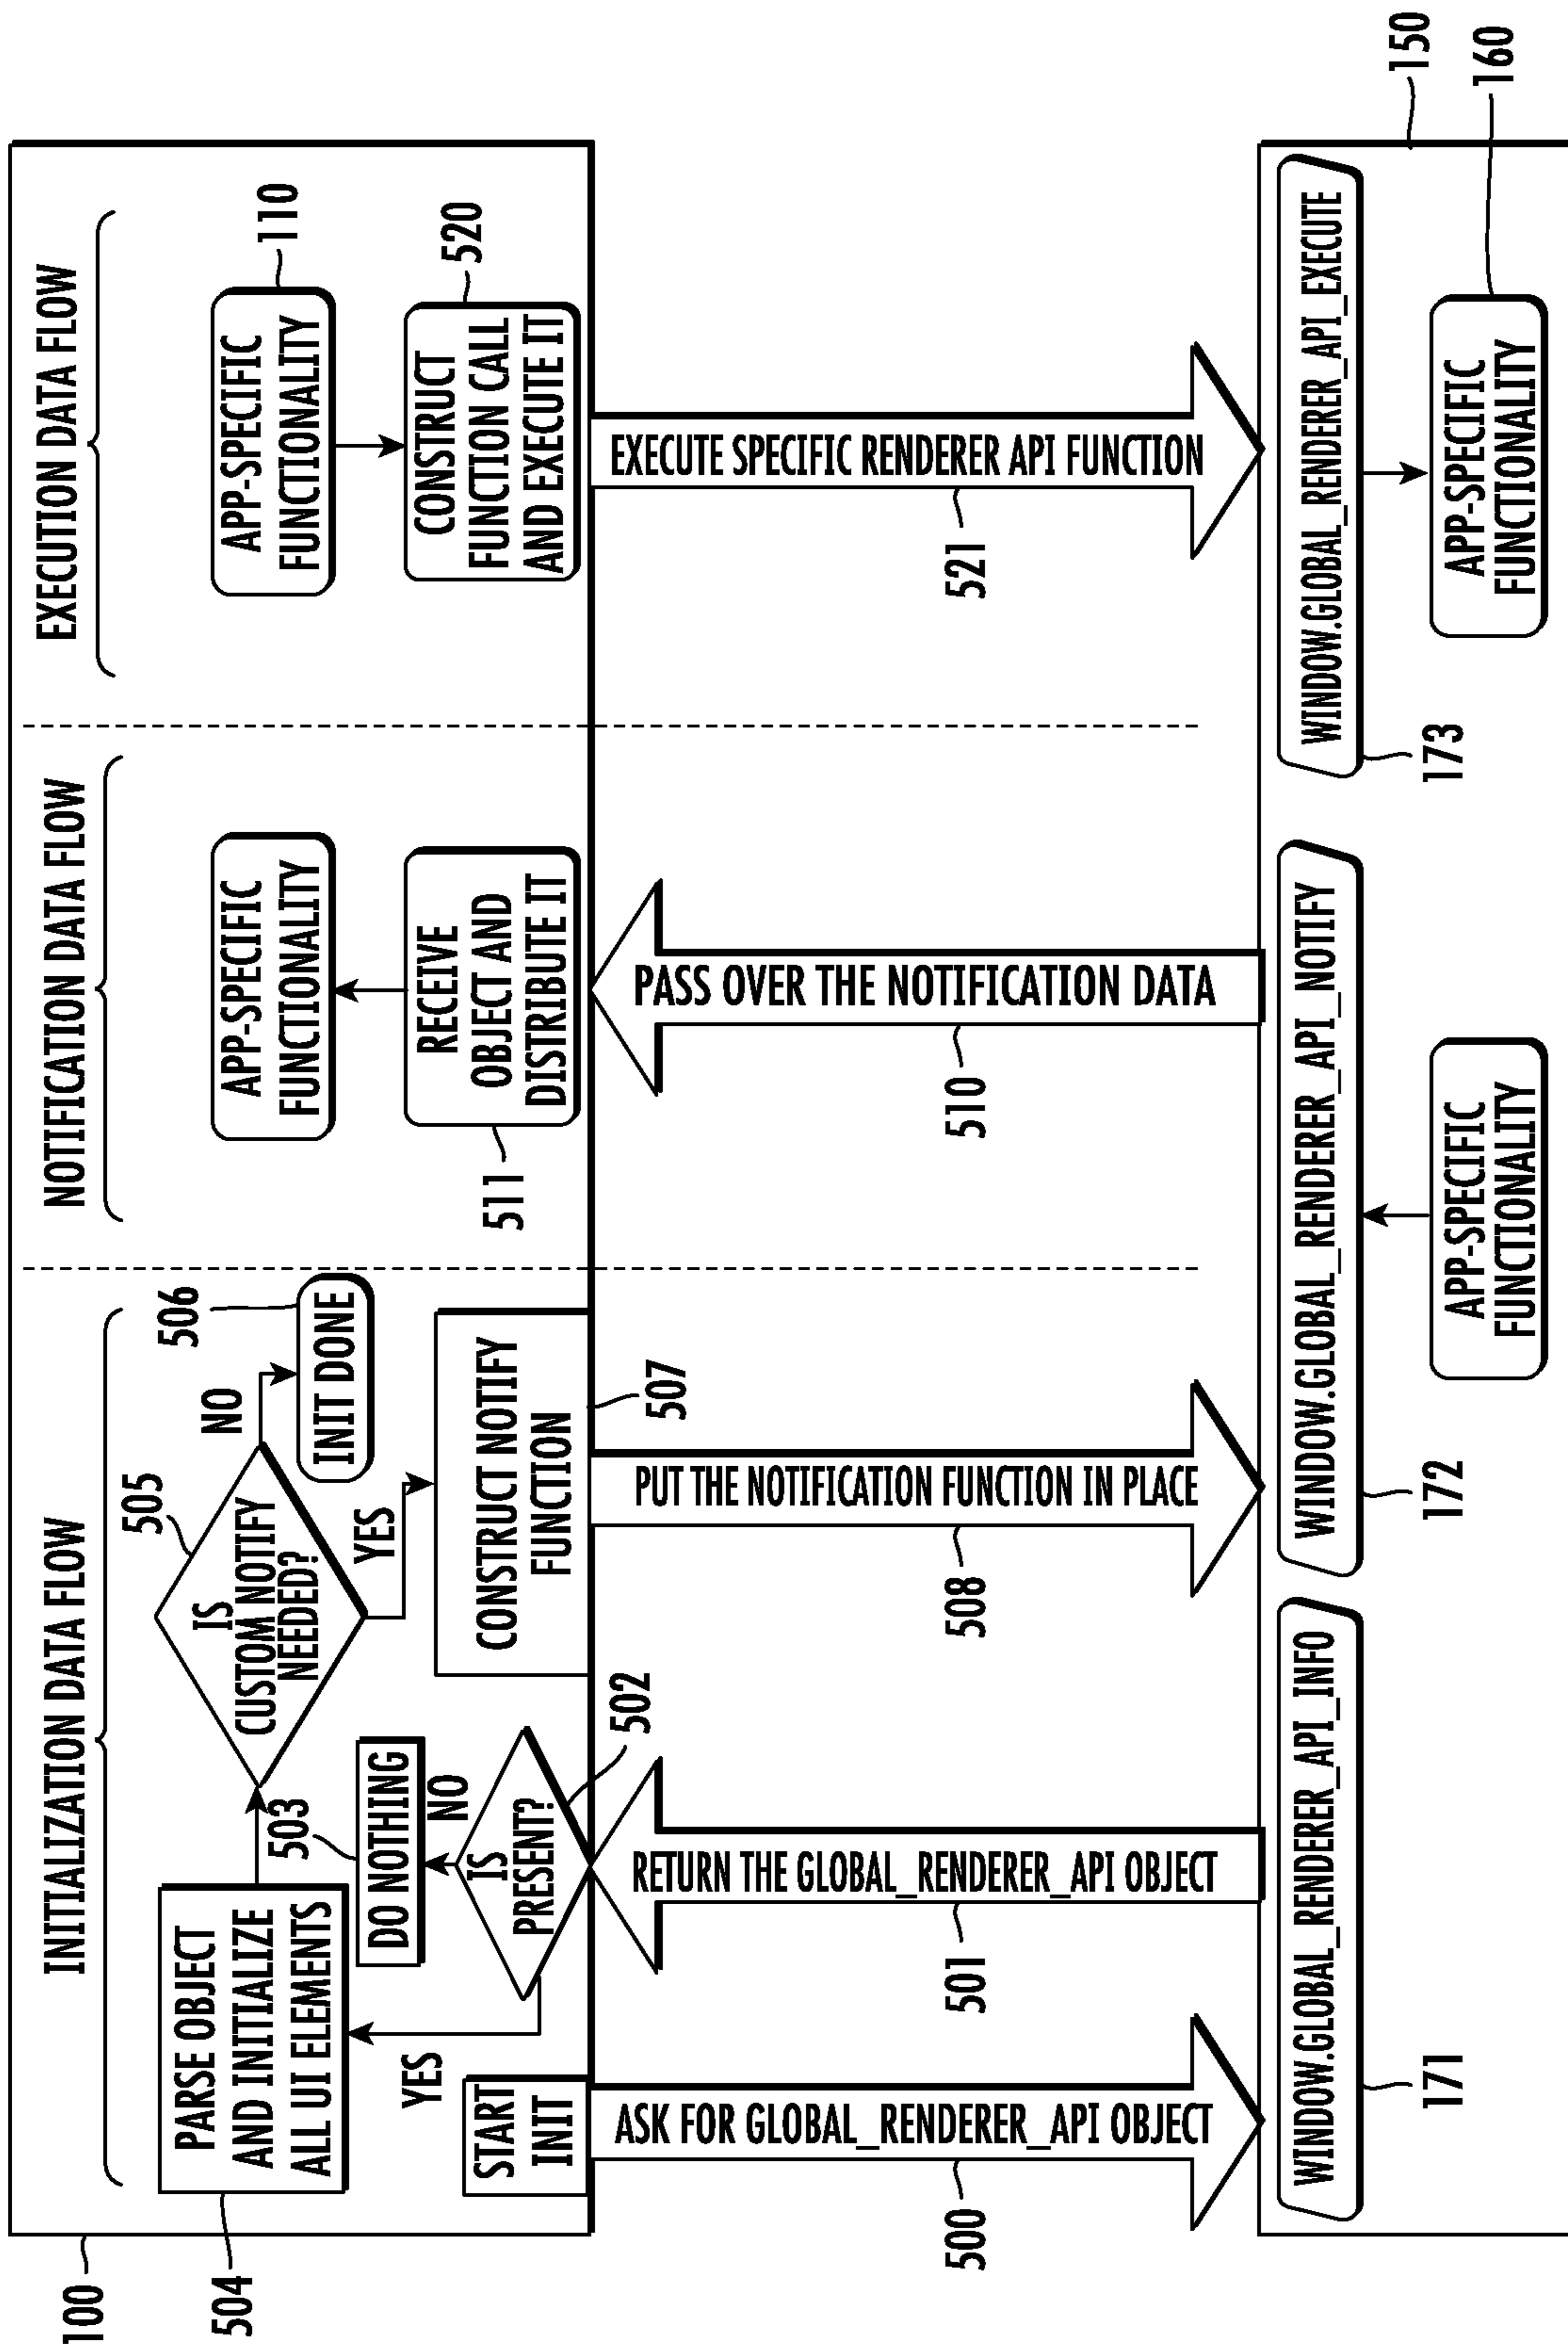 100
INITIALIZATION DATA FLOW
NOTIFICATION DATA FLOW
EXECUTION DATA FLOW
504
PARSE OBJECT
AND INITIALIZE
ALL UI ELEMENTS
505
IS
CUSTOM NOTIFY
NEEDED?
NO
506
INIT DONE
YES
503
DO NOTHING
NO
YES
START
INIT
IS
PRESENT?
502
CONSTRUCT NOTIFY
FUNCTION
507
APP-SPECIFIC
FUNCTIONALITY
511
RECEIVE
OBJECT AND
DISTRIBUTE IT
APP-SPECIFIC
FUNCTIONALITY
110
CONSTRUCT
FUNCTION CALL
AND EXECUTE IT
520
ASK FOR GLOBAL_RENDERER_API OBJECT
500
RETURN THE GLOBAL_RENDERER_API OBJECT
501
PUT THE NOTIFICATION FUNCTION IN PLACE
508
PASS OVER THE NOTIFICATION DATA
510
EXECUTE SPECIFIC RENDERER API FUNCTION
521
WINDOW.GLOBAL_RENDERER_API_INFO
171
WINDOW.GLOBAL_RENDERER_API_NOTIFY
172
WINDOW.GLOBAL_RENDERER_API_EXECUTE
173
150
APP-SPECIFIC
FUNCTIONALITY
APP-SPECIFIC
FUNCTIONALITY
160